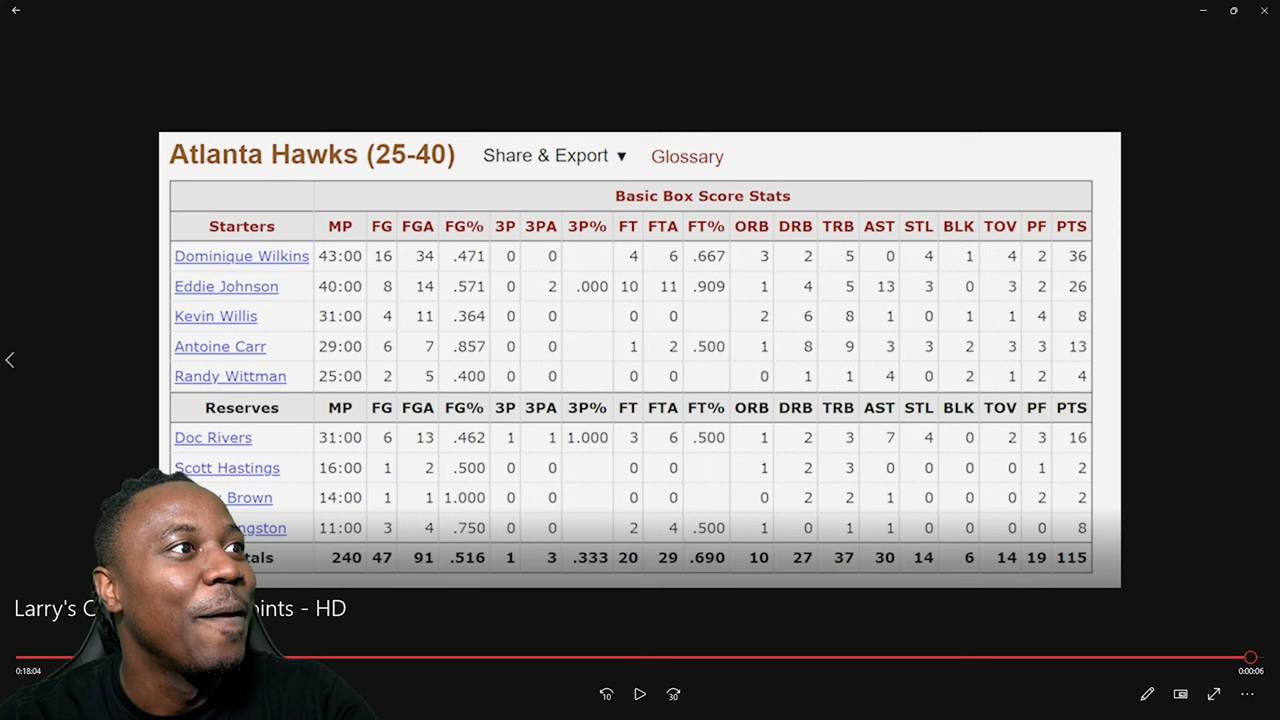 Atlanta Hawks (25-40) Share & Export ▼ Glossary
Basic Box Score Stats
Starters MP FG FGA FG% 3P 3PA 3P% FT FTA FT% ORB DRB TRB AST STL BLK TOV PF PTS
Dominique Wilkins 43:00 16 34 .471 0 0 4 6 .667 3 2 5 0 4 1 4 2 36
Eddie Johnson 40:00 8 14 .571 0 2 .000 10 11 .909 1 4 5 13 3 0 3 2 26
Kevin Willis 31:00 4 11 .364 0 0 0 0 2 6 8 1 0 1 1 4 8
Antoine Carr 29:00 6 7 .857 0 0 1 2 .500 1 8 9 3 3 2 3 3 13
Randy Wittman 25:00 2 5 .400 0 0 0 0 0 1 1 4 0 2 1 2 4
Reserves MP FG FGA FG% 3P 3PA 3P% FT FTA FT% ORB DRB TRB AST STL BLK TOV PF PTS
Doc Rivers 31:00 6 13 .462 1 1 1.000 3 6 .500 1 2 3 7 4 0 2 3 16
Scott Hastings 16:00 1 2 .500 0 0 0 0 1 2 3 0 0 0 0 1 2
Brown 14:00 1 1 1.000 0 0 0 0 0 2 2 1 0 0 0 2 2
11:00 3 4 .750 0 0 2 4 .500 1 0 1 1 0 0 0 0 8
240 47 91 .516 1 3 .333 20 29 .690 10 27 37 30 14 6 14 19 115
Larry's - HD
0:18:04 0:00:06
10 30